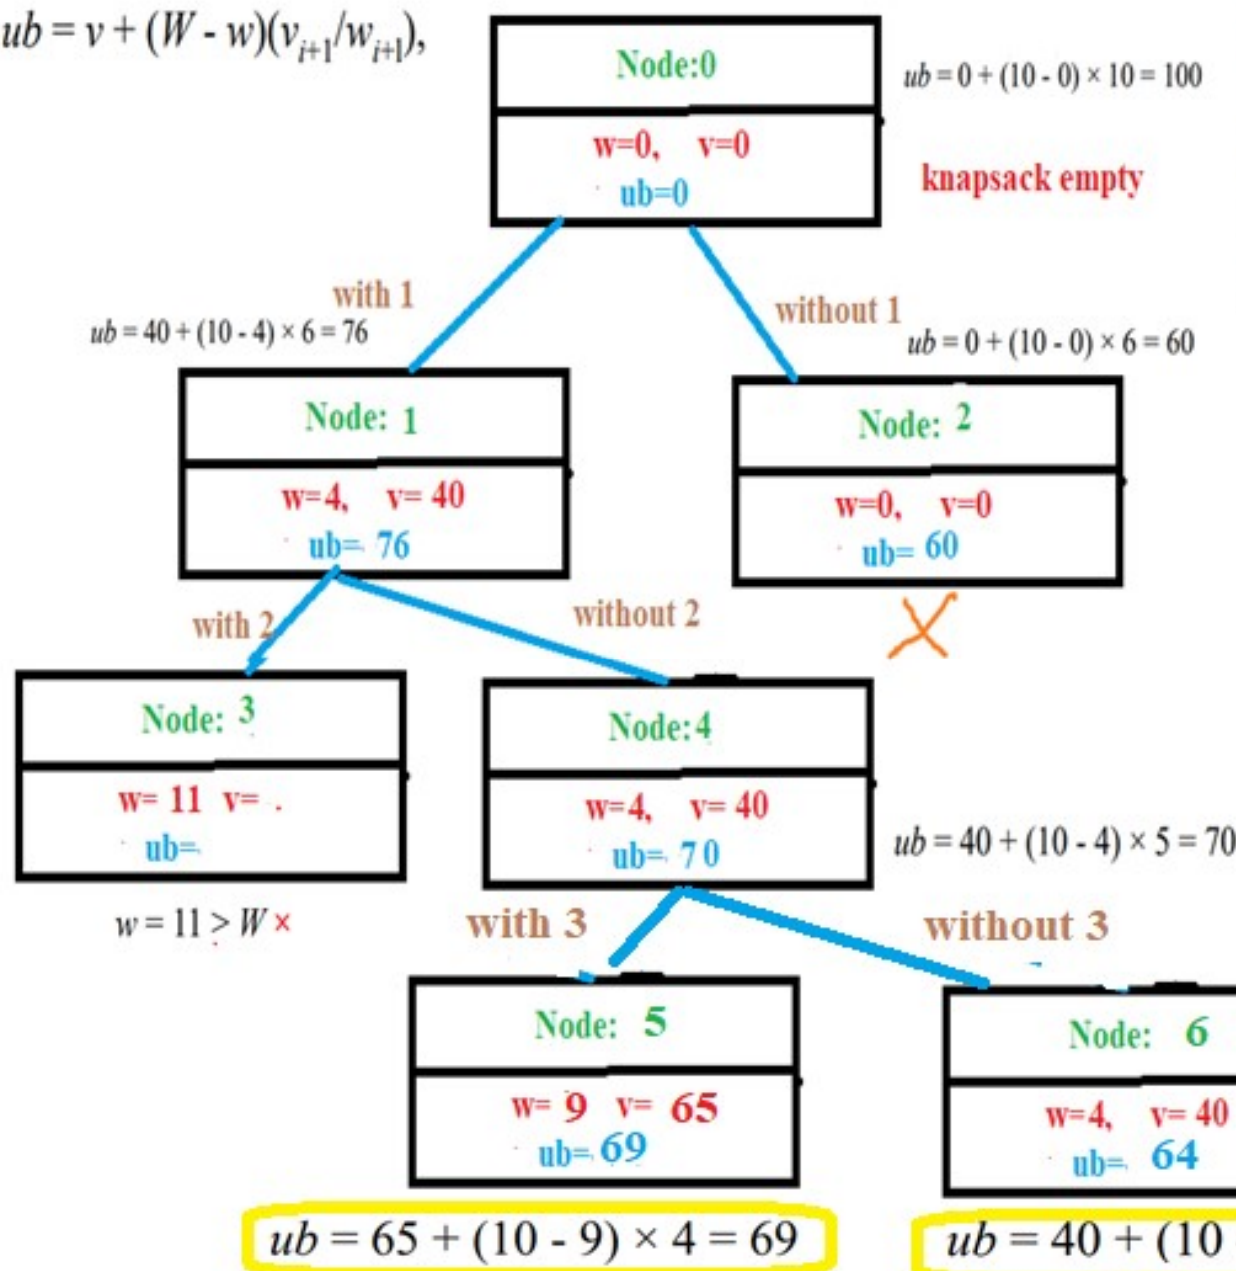 ub = v + (W - w)(v_{i+1}/w_{i+1}),
Node:0
ub = 0 + (10 - 0) × 10 = 100
w=0, v=0
ub=0
knapsack empty
with 1
without 1
ub = 40 + (10 - 4) × 6 = 76
ub = 0 + (10 - 0) × 6 = 60
Node: 1
w=4, v= 40
ub= 76
Node: 2
w=0, v=0
ub= 60
with 2
without 2
Node: 3
w= 11 v= .
ub=
w = 11 > W ×
Node:4
w=4, v= 40
ub= 70
ub = 40 + (10 - 4) × 5 = 70
with 3
without 3
Node: 5
w= 9 v= 65
ub= 69
ub = 65 + (10 - 9) × 4 = 69
Node: 6
w=4, v= 40
ub= 64
ub = 40 + (10